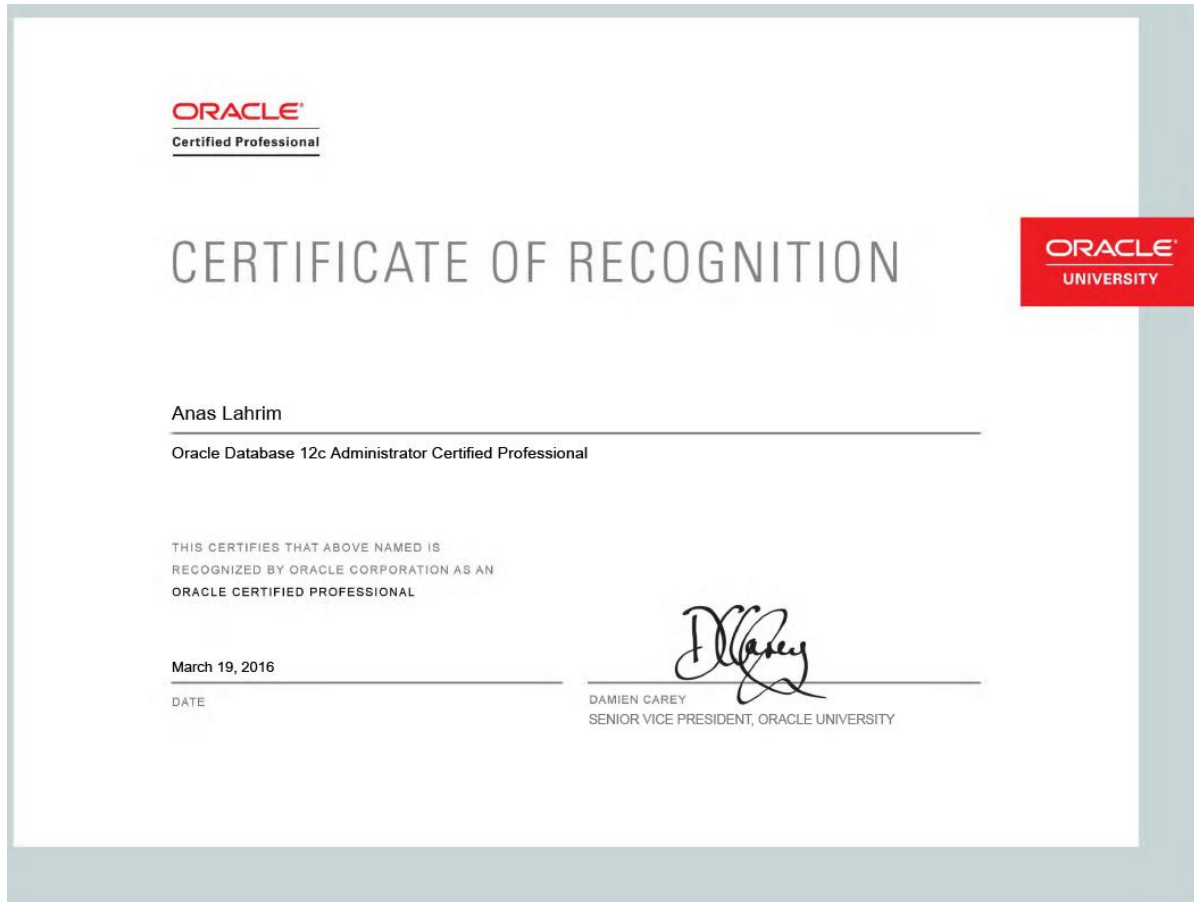 ORACLE®
Certified Professional
CERTIFICATE OF RECOGNITION
ORACLE®
UNIVERSITY
Anas Lahrim
Oracle Database 12c Administrator Certified Professional
THIS CERTIFIES THAT ABOVE NAMED IS
RECOGNIZED BY ORACLE CORPORATION AS AN
ORACLE CERTIFIED PROFESSIONAL
March 19, 2016
DATE
DCarey
DAMIEN CAREY
SENIOR VICE PRESIDENT, ORACLE UNIVERSITY